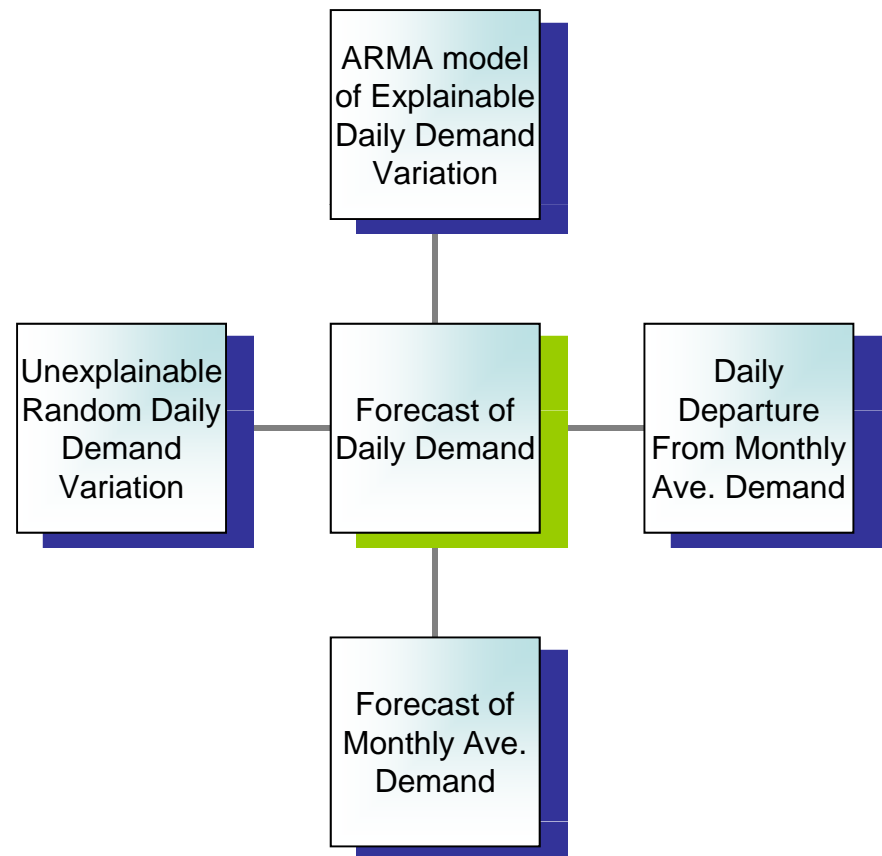 ARMA model
of Explainable
Daily Demand
Variation
Unexplainable
Random Daily
Demand
Variation
Forecast of
Daily Demand
Daily
Departure
From Monthly
Ave. Demand
Forecast of
Monthly Ave.
Demand